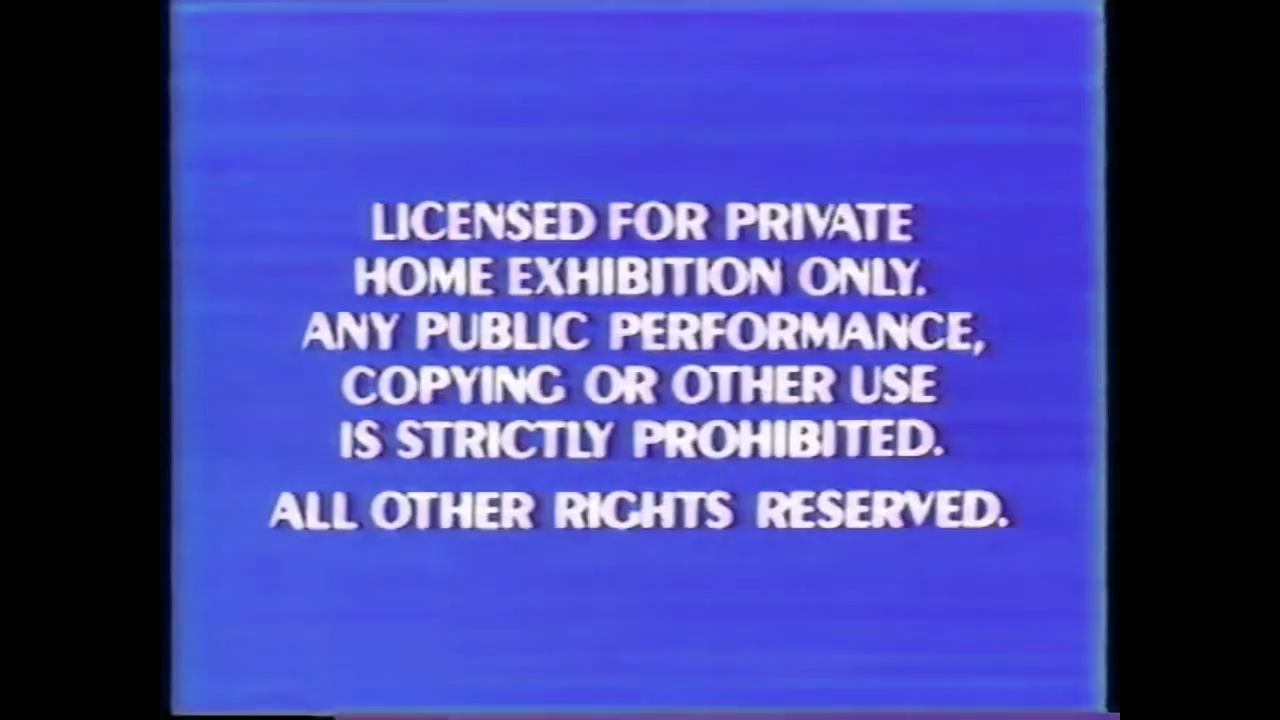 LICENSED FOR PRIVATE
HOME EXHIBITION ONLY.
ANY PUBLIC PERFORMANCE,
COPYING OR OTHER USE
IS STRICTLY PROHIBITED.
ALL OTHER RIGHTS RESERVED.